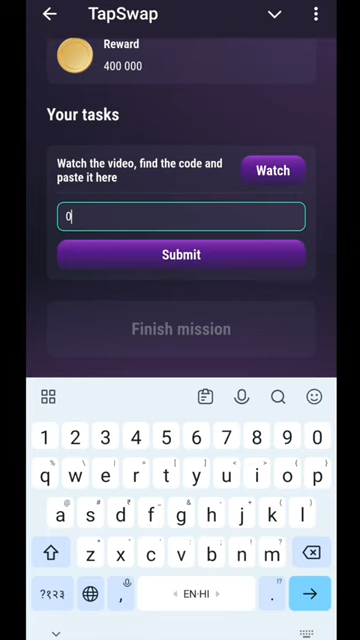 TapSwap
Reward
400 000
Your tasks
Watch the video, find the code and
paste it here
Watch
0
Submit
Finish mission
1 2 3 4 5 6 7 8 9 0
q w e r t y u i o p
a s d f g h j k l
z x c v b n m
?१२३ , EN·HI .